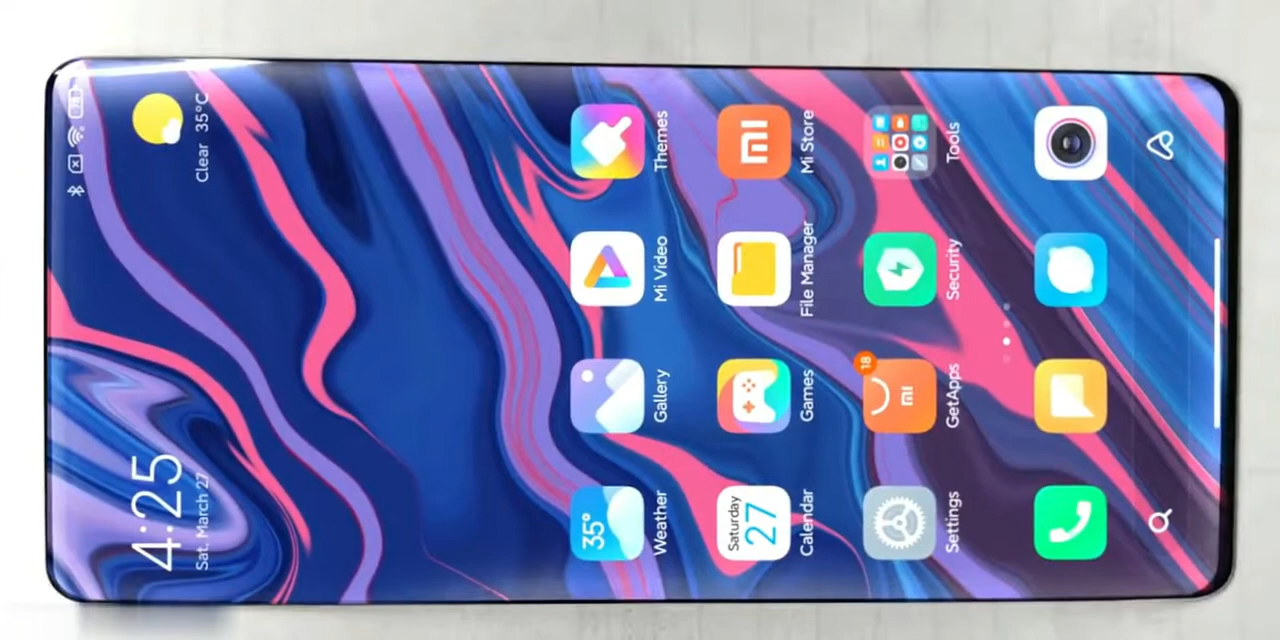 4:25
Sat, March 27
Clear 35°C
35°
Weather
Gallery
Mi Video
Themes
Saturday
27
Calendar
Games
File Manager
Mi Store
Settings
18
GetApps
Security
Tools